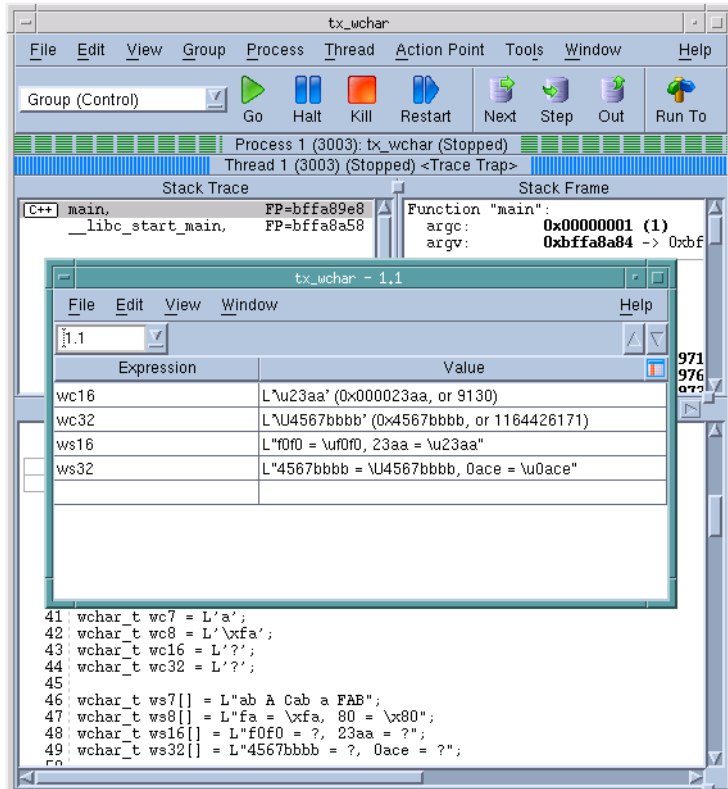 tx_wchar
File Edit View Group Process Thread Action Point Tools Window Help
Group (Control) Go Halt Kill Restart Next Step Out Run To
Process 1 (3003): tx_wchar (Stopped)
Thread 1 (3003) (Stopped) <Trace Trap>
Stack Trace
C++ main, FP=bffa89e8
__libc_start_main, FP=bffa8a58
Stack Frame
Function "main":
argc: 0x00000001 (1)
argv: 0xbffa8a84 -> 0xbf
971
976
tx_wchar - 1.1
File Edit View Window Help
1.1
Expression Value
wc16 L'\u23aa' (0x000023aa, or 9130)
wc32 L'\U4567bbbb' (0x4567bbbb, or 1164426171)
ws16 L"f0f0 = \uf0f0, 23aa = \u23aa"
ws32 L"4567bbbb = \U4567bbbb, 0ace = \u0ace"
41 wchar_t wc7 = L'a';
42 wchar_t wc8 = L'\xfa';
43 wchar_t wc16 = L'?';
44 wchar_t wc32 = L'?';
45
46 wchar_t ws7[] = L"ab A Cab a FAB";
47 wchar_t ws8[] = L"fa = \xfa, 80 = \x80";
48 wchar_t ws16[] = L"f0f0 = ?, 23aa = ?";
49 wchar_t ws32[] = L"4567bbbb = ?, 0ace = ?";